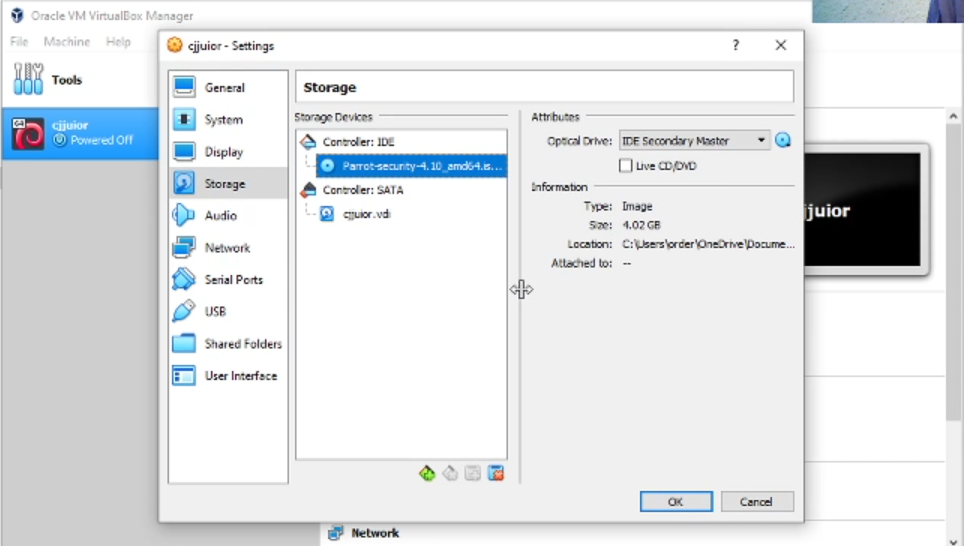 Oracle VM VirtualBox Manager
File Machine Help
Tools
cjjuior
Powered Off
cjjuior - Settings
?
General
System
Display
Storage
Audio
Network
Serial Ports
USB
Shared Folders
User Interface
Storage
Storage Devices
Controller: IDE
Parrot-security-4.10_amd64.is...
Controller: SATA
cjjuior.vdi
Attributes
Optical Drive: IDE Secondary Master
Live CD/DVD
Information
Type: Image
Size: 4.02 GB
Location: C:\Users\order\OneDrive\Docume...
Attached to: --
OK Cancel
juior
Network